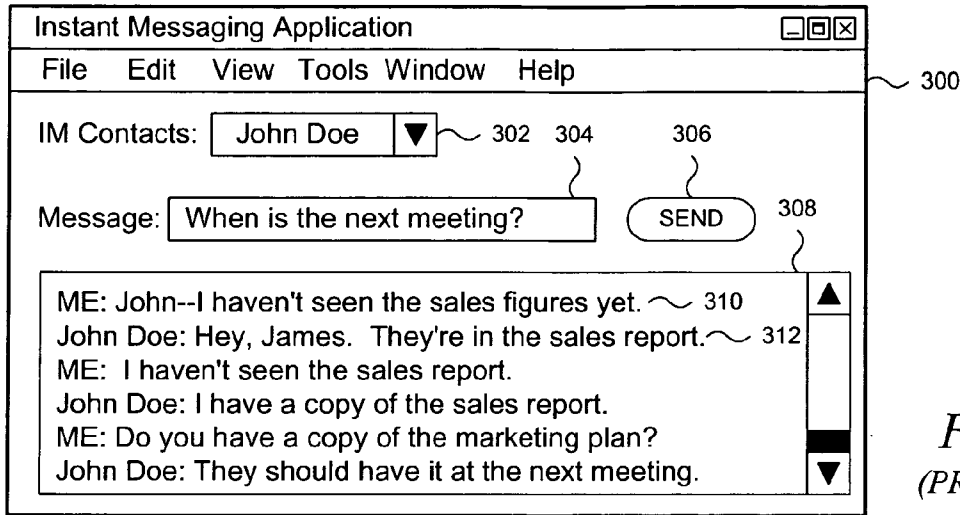 Instant Messaging Application
File Edit View Tools Window Help
300
IM Contacts: John Doe 302 304 306
Message: When is the next meeting? SEND 308
ME: John--I haven't seen the sales figures yet. 310
John Doe: Hey, James. They're in the sales report. 312
ME: I haven't seen the sales report.
John Doe: I have a copy of the sales report.
ME: Do you have a copy of the marketing plan?
John Doe: They should have it at the next meeting.